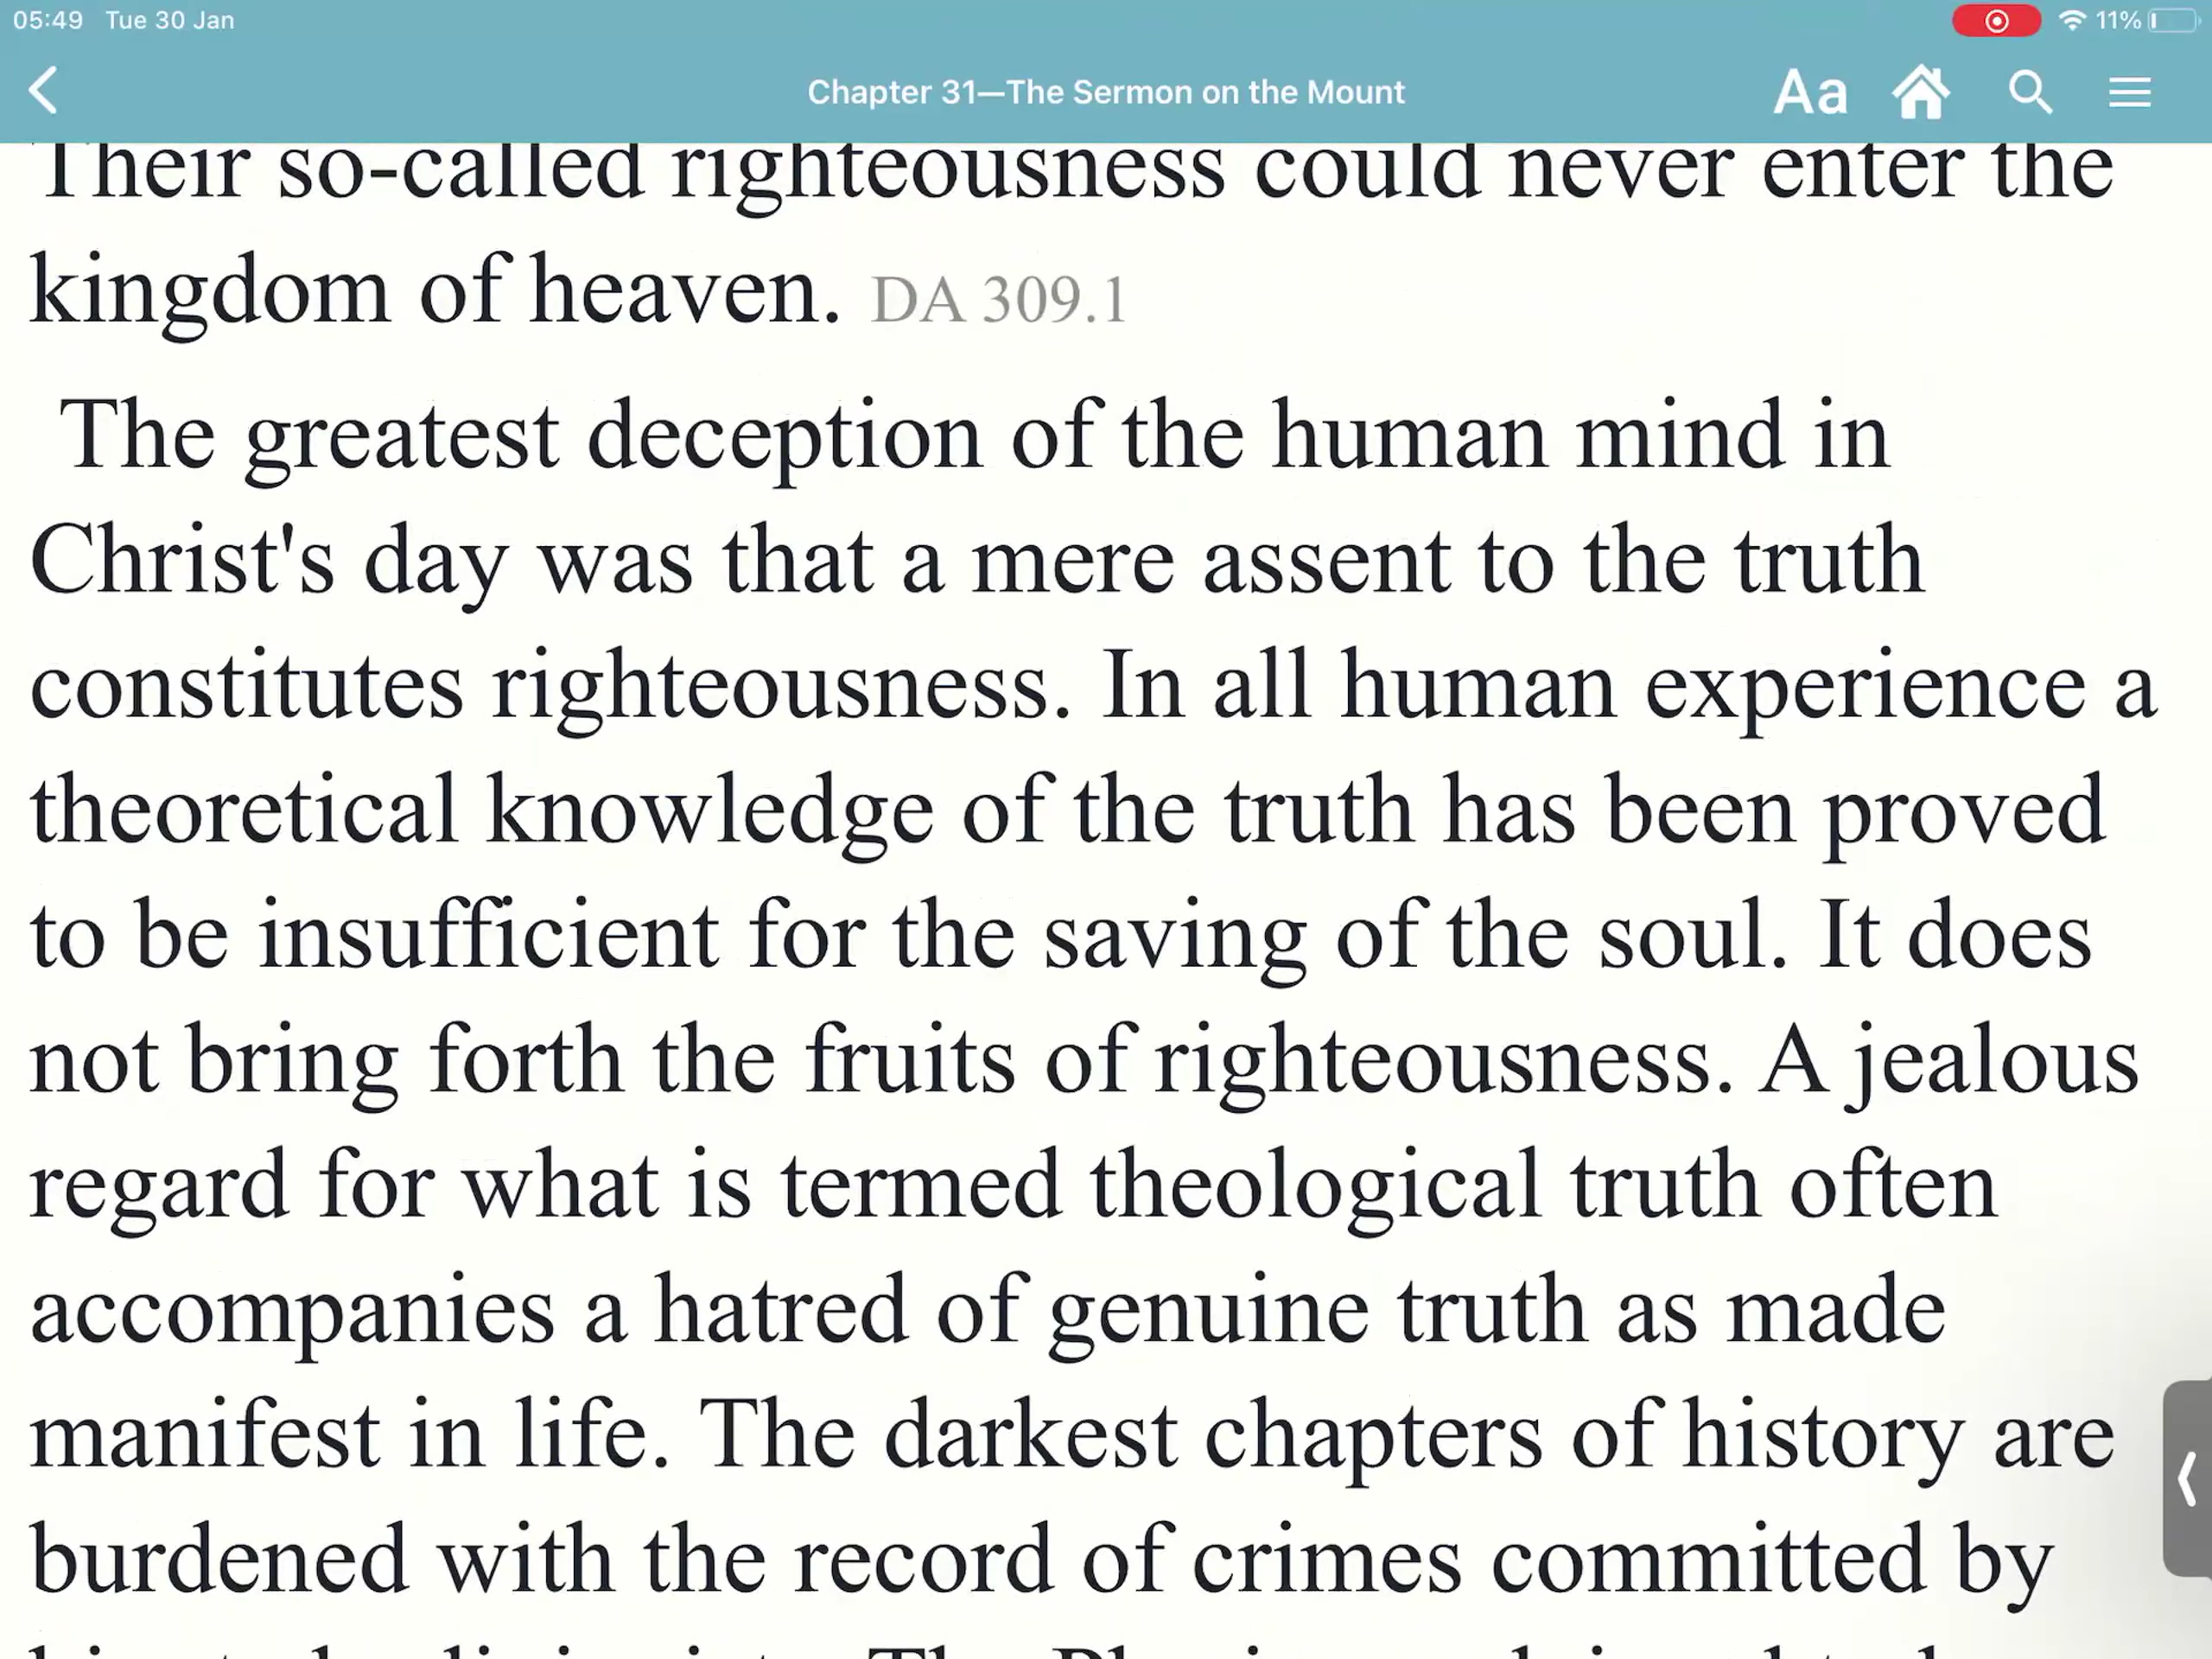 05:49 Tue 30 Jan 11%
Chapter 31—The Sermon on the Mount Aa
Their so-called righteousness could never enter the
kingdom of heaven. DA 309.1
The greatest deception of the human mind in
Christ's day was that a mere assent to the truth
constitutes righteousness. In all human experience a
theoretical knowledge of the truth has been proved
to be insufficient for the saving of the soul. It does
not bring forth the fruits of righteousness. A jealous
regard for what is termed theological truth often
accompanies a hatred of genuine truth as made
manifest in life. The darkest chapters of history are
burdened with the record of crimes committed by